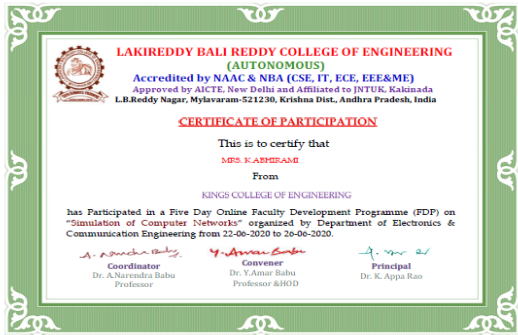 LAKIREDDY BALI REDDY COLLEGE OF ENGINEERING
(AUTONOMOUS)
Accredited by NAAC & NBA (CSE, IT, ECE, EEE&ME)
Approved by AICTE, New Delhi and Affiliated to JNTUK, Kakinada
L.B.Reddy Nagar, Mylavaram-521230, Krishna Dist., Andhra Pradesh, India
CERTIFICATE OF PARTICIPATION
This is to certify that
MRS. K.ABHIRAMI
From
KINGS COLLEGE OF ENGINEERING
has Participated in a Five Day Online Faculty Development Programme (FDP) on
"Simulation of Computer Networks" organized by Department of Electronics &
Communication Engineering from 22-06-2020 to 26-06-2020.
A. Narendra Babu
Y. Amar Babu
Coordinator
Dr. A.Narendra Babu
Professor
Convener
Dr. Y.Amar Babu
Professor &HOD
Principal
Dr. K. Appa Rao